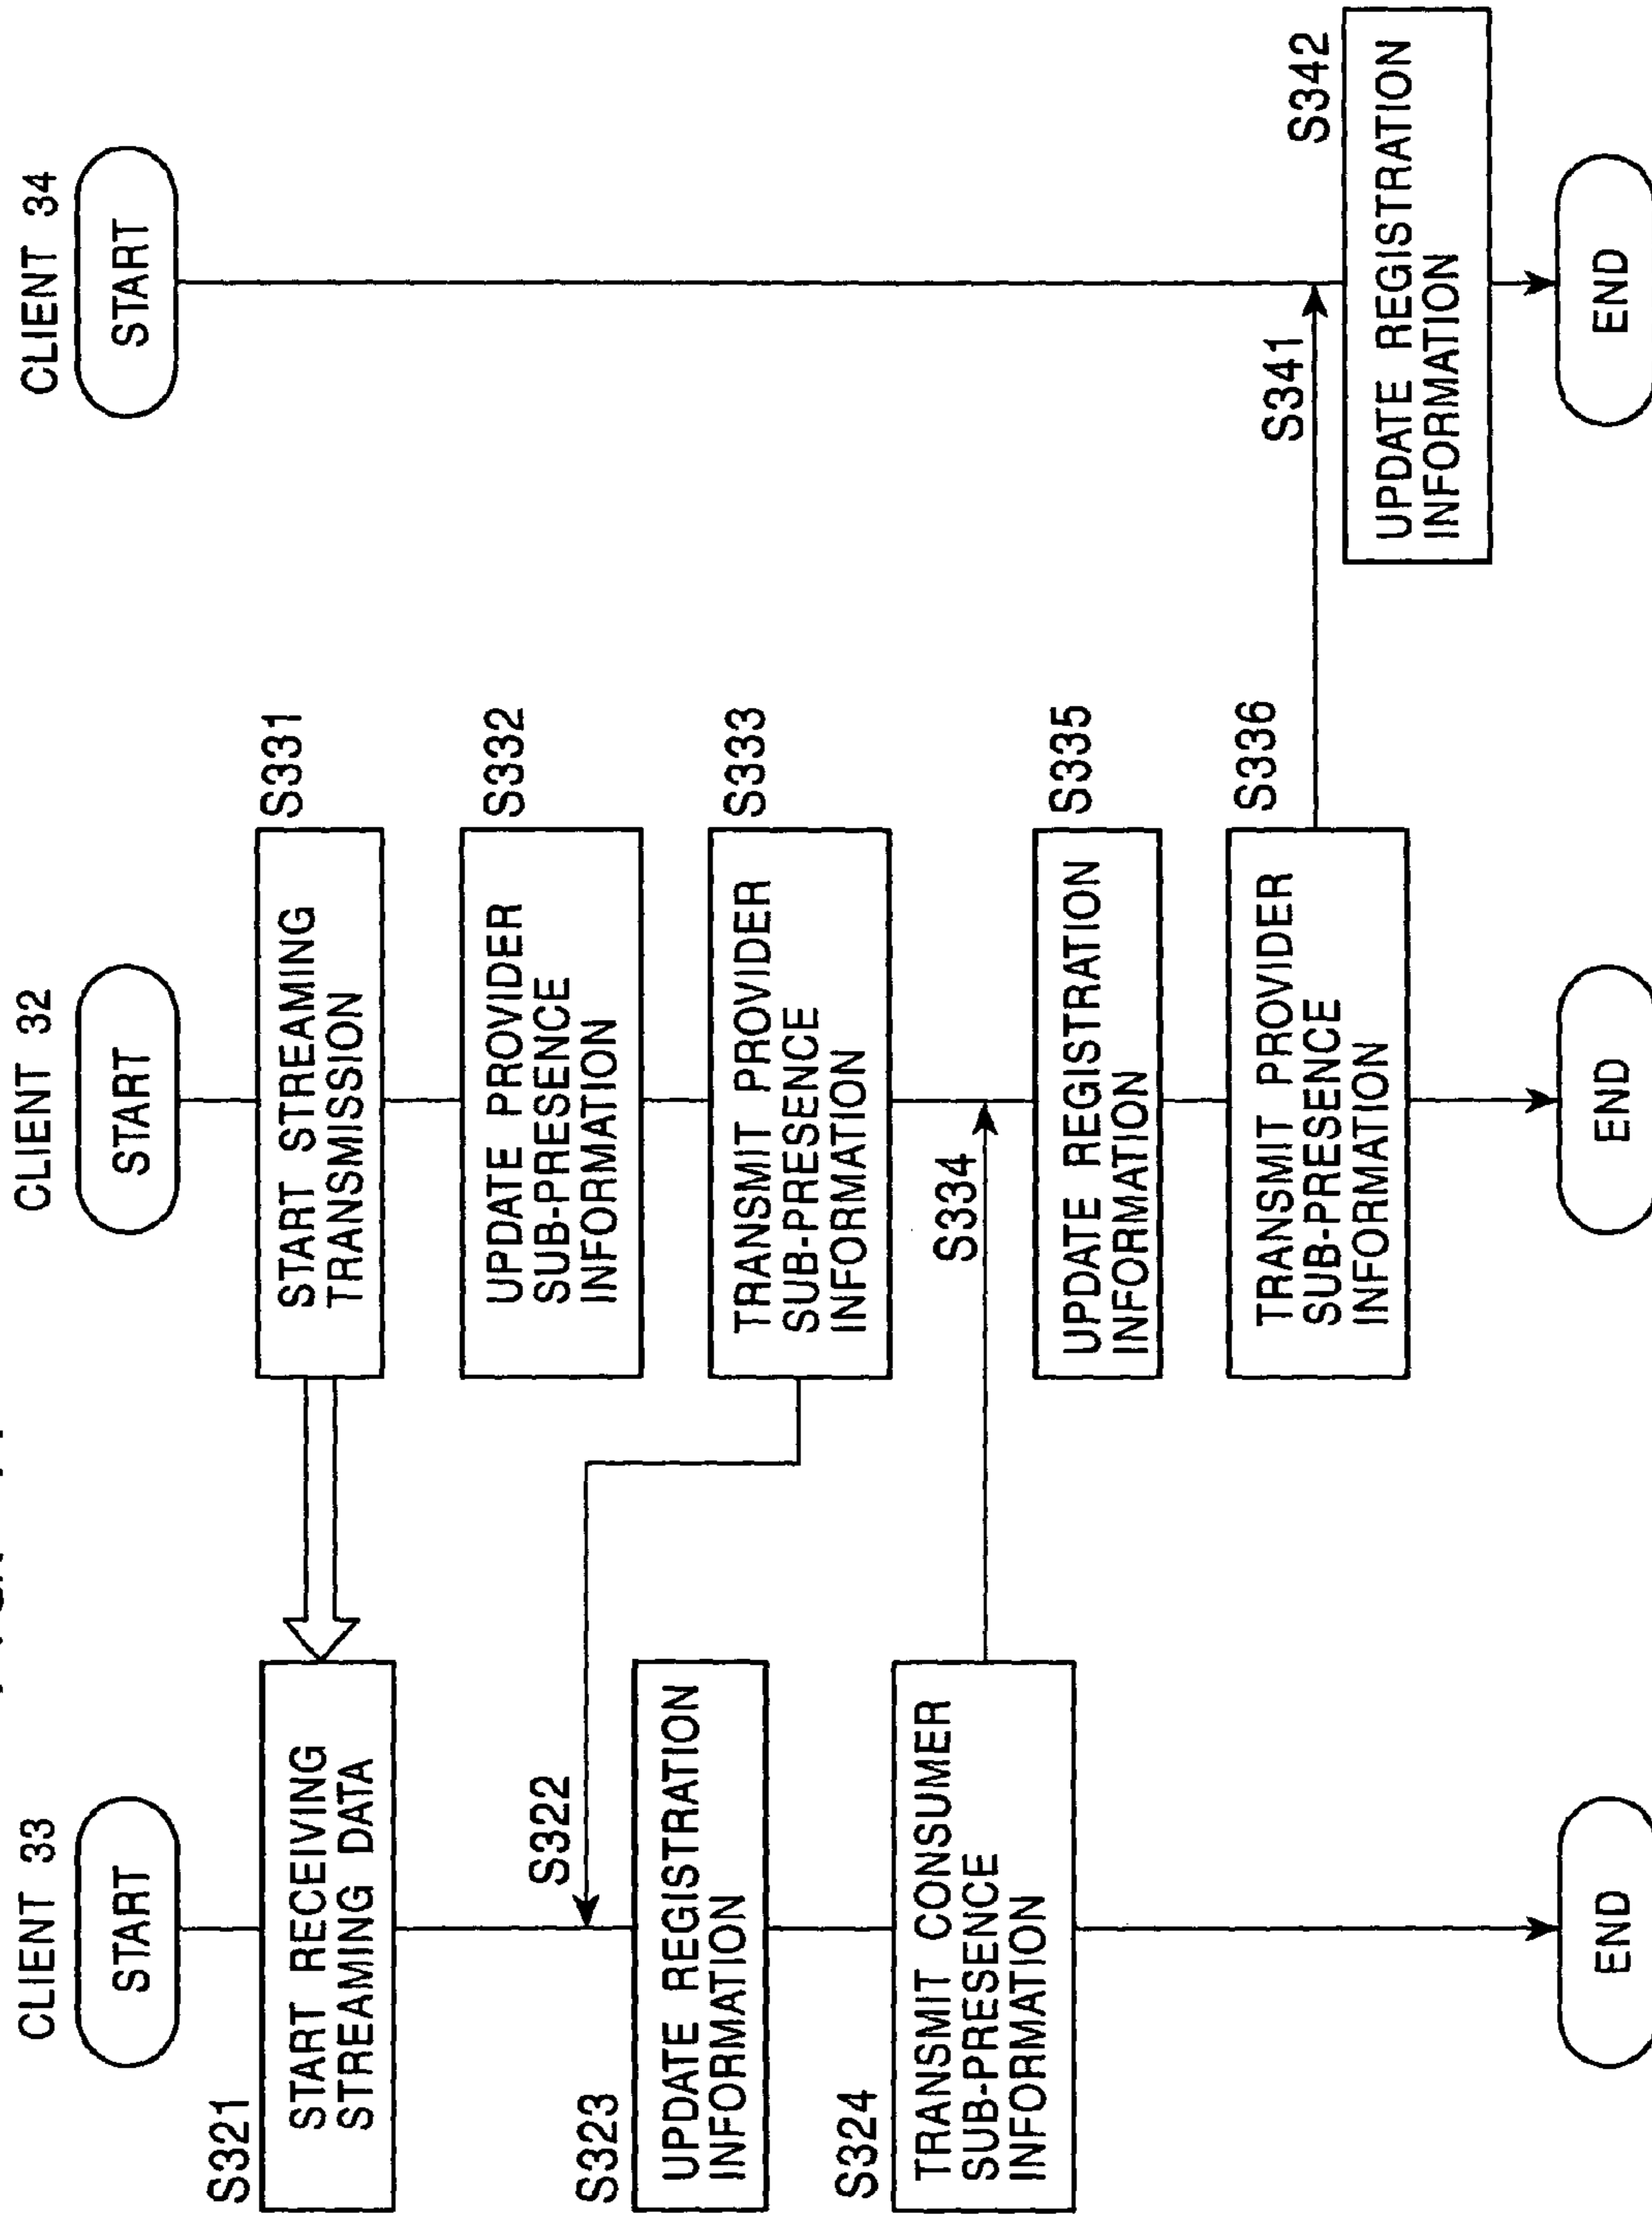 CLIENT 33
START
S321
START RECEIVING
STREAMING DATA
S322
S323
UPDATE REGISTRATION
INFORMATION
S324
TRANSMIT CONSUMER
SUB-PRESENCE
INFORMATION
END
CLIENT 32
START
START STREAMING
TRANSMISSION
S331
UPDATE PROVIDER
SUB-PRESENCE
INFORMATION
S332
TRANSMIT PROVIDER
SUB-PRESENCE
INFORMATION
S333
S334
UPDATE REGISTRATION
INFORMATION
S335
TRANSMIT PROVIDER
SUB-PRESENCE
INFORMATION
S336
END
CLIENT 34
START
S341
S342
UPDATE REGISTRATION
INFORMATION
END